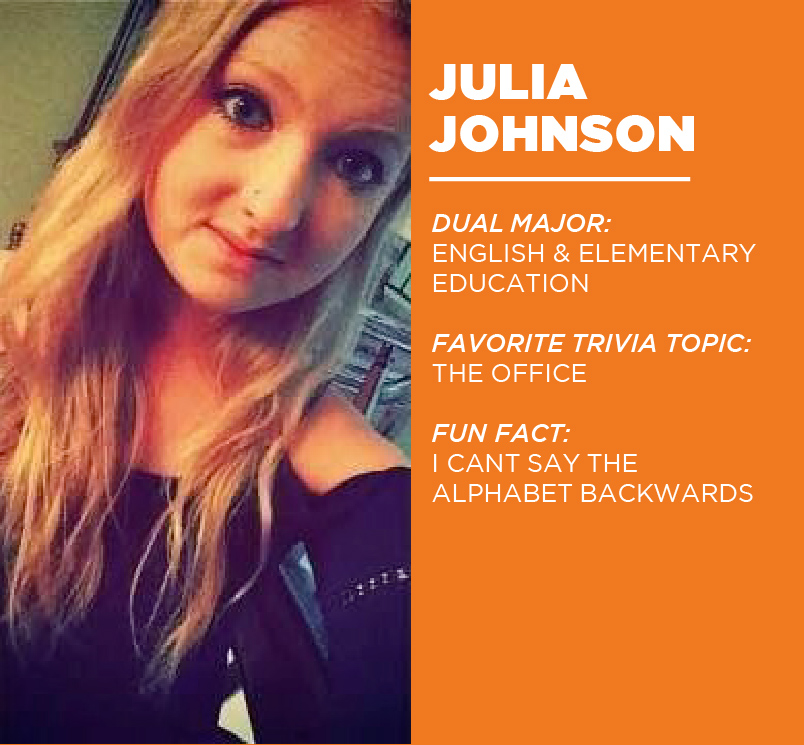 JULIA
JOHNSON
DUAL MAJOR:
ENGLISH & ELEMENTARY
EDUCATION
FAVORITE TRIVIA TOPIC:
THE OFFICE
FUN FACT:
I CANT SAY THE
ALPHABET BACKWARDS